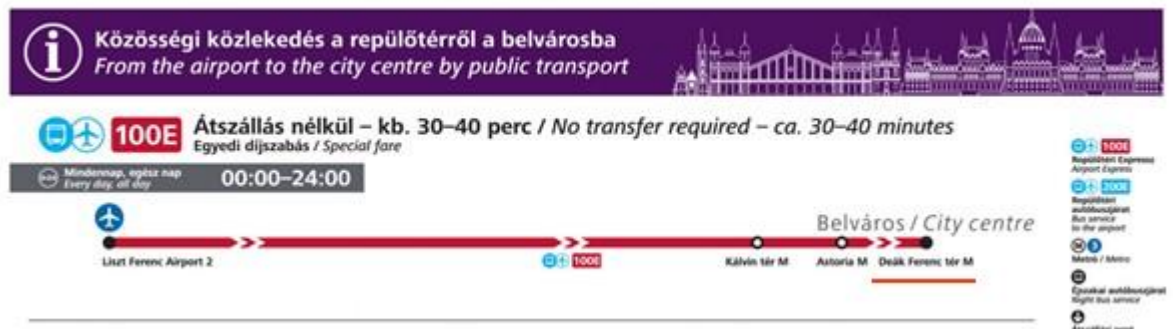 Közösségi közlekedés a repülőtérről a belvárosba
From the airport to the city centre by public transport
100E Átszállás nélkül – kb. 30–40 perc / No transfer required – ca. 30–40 minutes
Egyedi díjszabás / Special fare
Mindennap, egész nap
Every day, all day
00:00–24:00
Belváros / City centre
Liszt Ferenc Airport 2
100E
Kálvin tér M
Astoria M
Deák Ferenc tér M
100E
Repülőtéri Expressz
Airport Express
200E
Repülőtéri
autóbuszjárat
Bus service
to the airport
M 3
Metró / Metro
Éjszakai autóbuszjárat
Night bus service